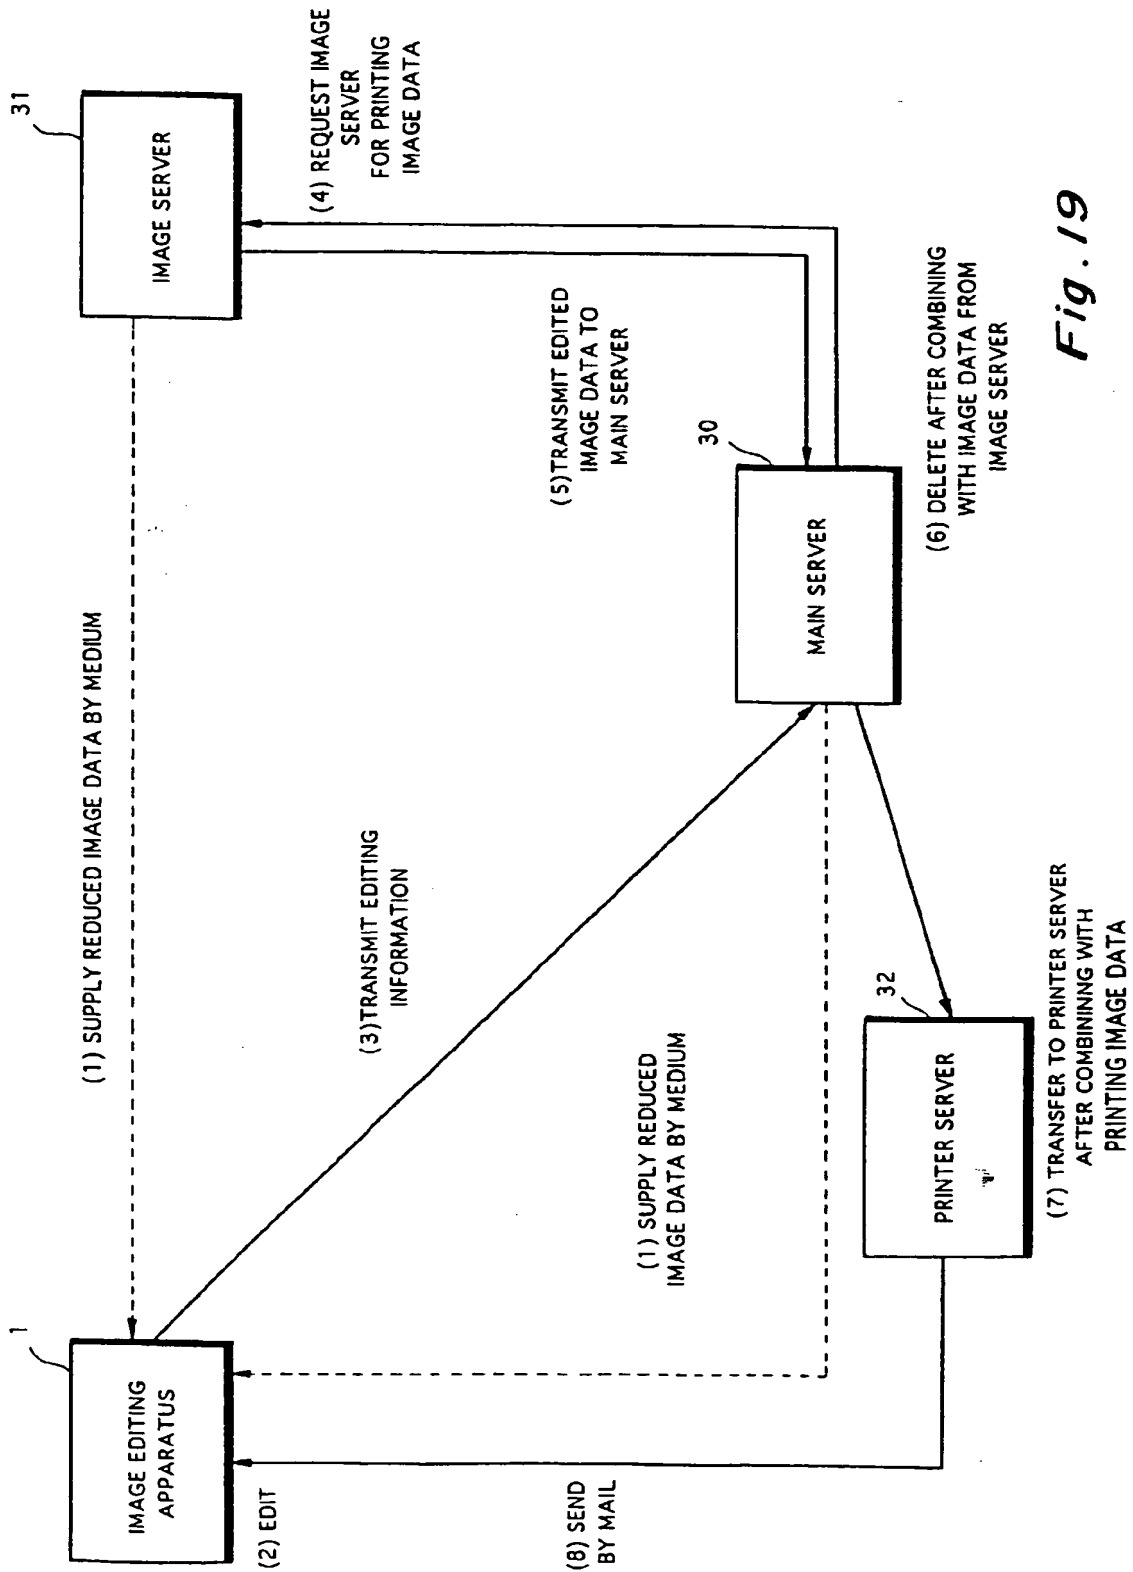 1
IMAGE EDITING
APPARATUS
(2) EDIT
(1) SUPPLY REDUCED IMAGE DATA BY MEDIUM
31
IMAGE SERVER
(4) REQUEST IMAGE
SERVER
FOR PRINTING
IMAGE DATA
(3)TRANSMIT EDITING
INFORMATION
(5)TRANSMIT EDITED
IMAGE DATA TO
MAIN SERVER
(1) SUPPLY REDUCED
IMAGE DATA BY MEDIUM
30
MAIN SERVER
(6) DELETE AFTER COMBINING
WITH IMAGE DATA FROM
IMAGE SERVER
(8) SEND
BY MAIL
32
PRINTER SERVER
(7) TRANSFER TO PRINTER SERVER
AFTER COMBINING WITH
PRINTING IMAGE DATA
Fig. 19